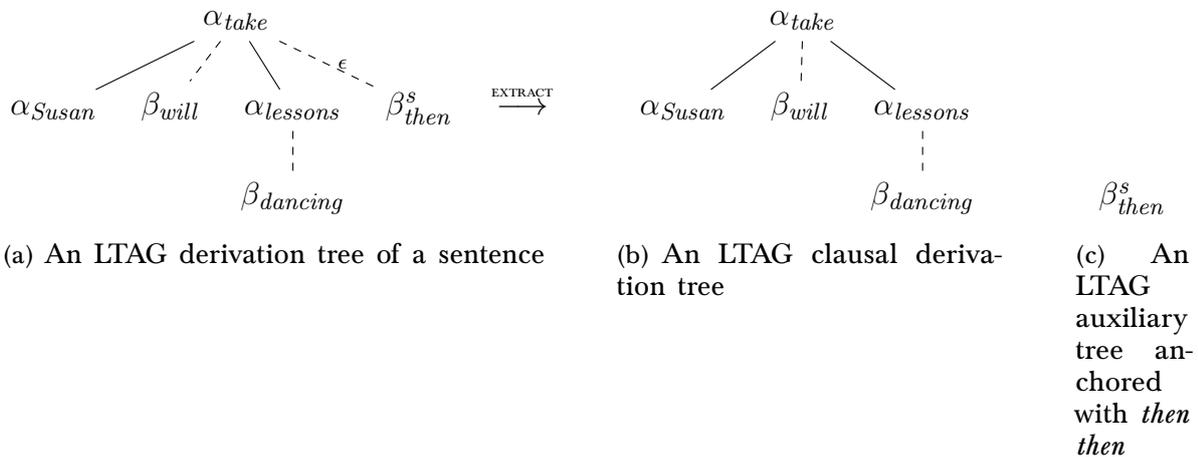 α_take α_take
ϵ
α_Susan β_will α_lessons β^s_then EXTRACT ⟶ α_Susan β_will α_lessons
β_dancing β_dancing β^s_then
(a) An LTAG derivation tree of a sentence
(b) An LTAG clausal deriva-
tion tree
(c) An
LTAG
auxiliary
tree an-
chored
with then
then